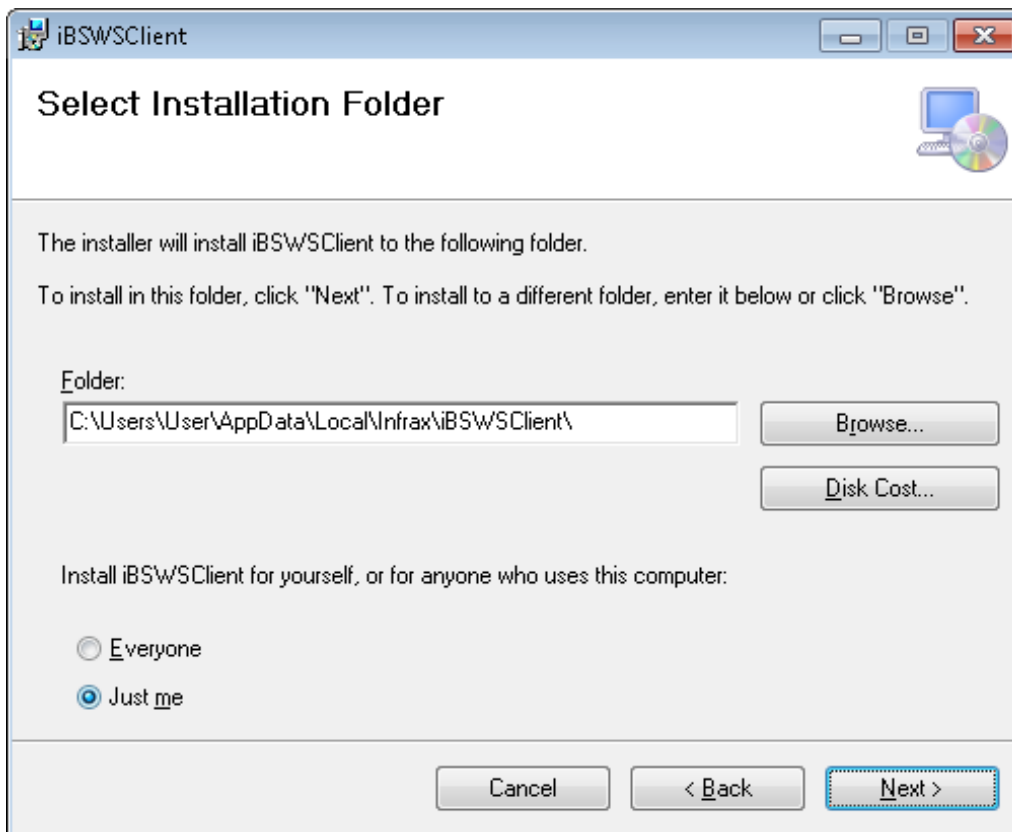 iBSWSClient
Select Installation Folder
The installer will install iBSWSClient to the following folder.
To install in this folder, click "Next". To install to a different folder, enter it below or click "Browse".
Folder:
C:\Users\User\AppData\Local\Infrax\iBSWSClient\
Browse...
Disk Cost...
Install iBSWSClient for yourself, or for anyone who uses this computer:
Everyone
Just me
Cancel
< Back
Next >